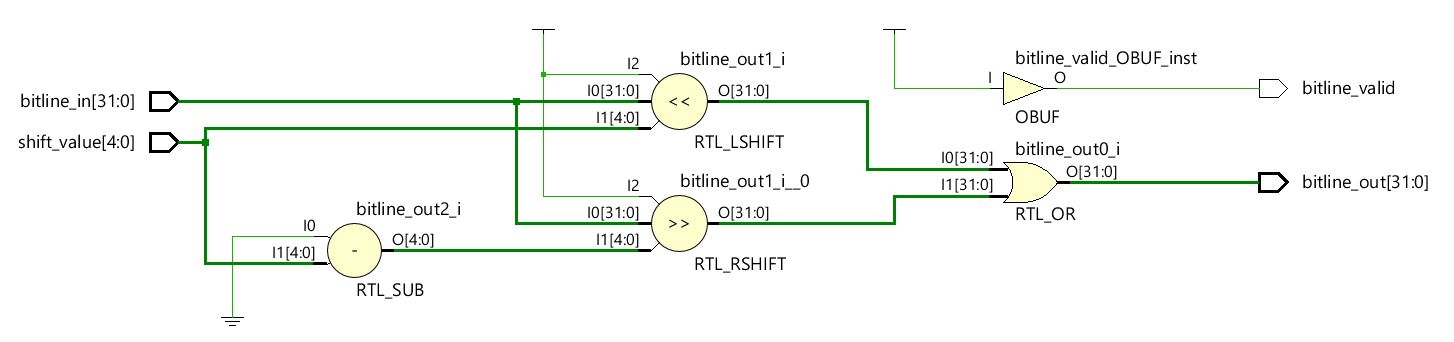 bitline_in[31:0]
shift_value[4:0]
bitline_out2_i
I0
I1[4:0]
-
O[4:0]
RTL_SUB
bitline_out1_i
I2
I0[31:0]
I1[4:0]
<<
O[31:0]
RTL_LSHIFT
bitline_out1_i__0
I2
I0[31:0]
I1[4:0]
>>
O[31:0]
RTL_RSHIFT
bitline_valid_OBUF_inst
I
O
OBUF
bitline_valid
bitline_out0_i
I0[31:0]
I1[31:0]
O[31:0]
RTL_OR
bitline_out[31:0]